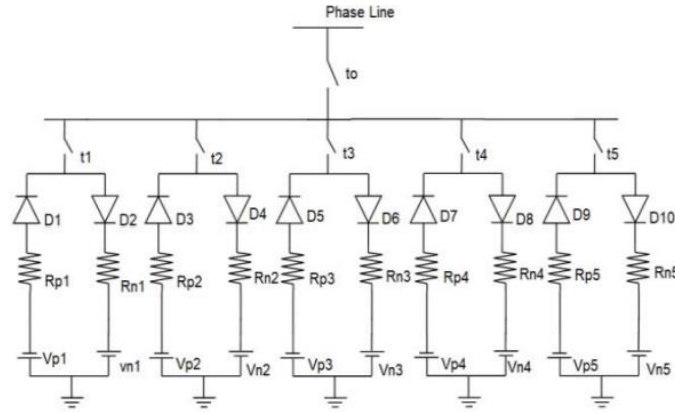 Phase Line
to
t1 t2 t3 t4 t5
D1 D2 D3 D4 D5 D6 D7 D8 D9 D10
Rp1 Rn1 Rp2 Rn2 Rp3 Rn3 Rp4 Rn4 Rp5 Rn5
Vp1 vn1 Vp2 Vn2 Vp3 Vn3 Vp4 Vn4 Vp5 Vn5